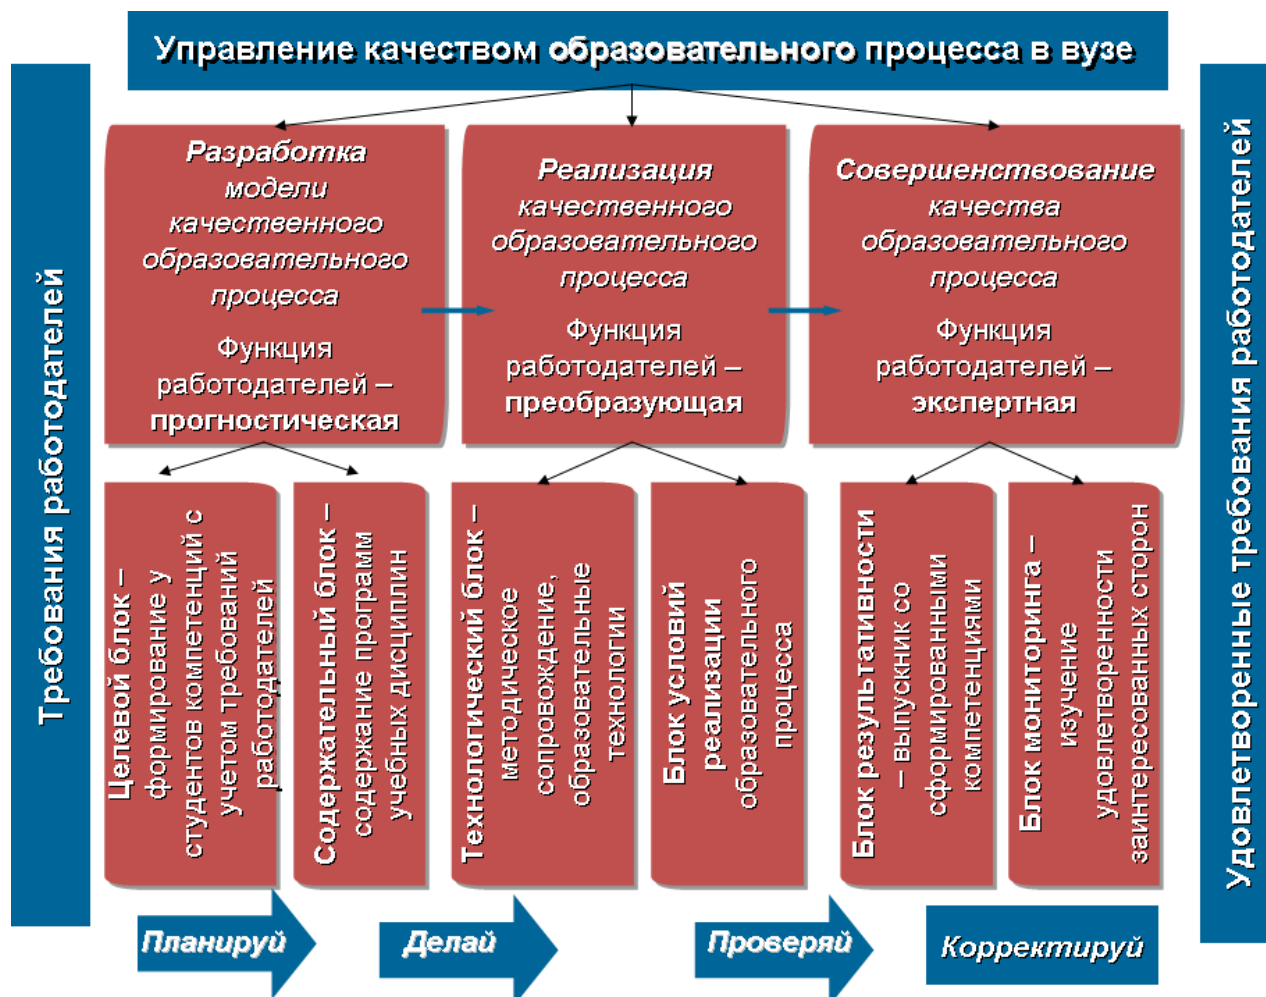 Управление качеством образовательного процесса в вузе
Требования работодателей
Разработка
модели
качественного
образовательного
процесса
Функция
работодателей –
прогностическая
Реализация
качественного
образовательного
процесса
Функция
работодателей –
преобразующая
Совершенствование
качества
образовательного
процесса
Функция
работодателей –
экспертная
Удовлетворенные требования работодателей
Целевой блок –
формирование у
студентов компетенций с
учетом требований
работодателей
Содержательный блок –
содержание программ
учебных дисциплин
Технологический блок –
методическое
сопровождение,
образовательные
технологии
Блок условий
реализации
образовательного
процесса
Блок результативности
– выпускник со
сформированными
компетенциями
Блок мониторинга –
изучение
удовлетворенности
заинтересованных сторон
Планируй
Делай
Проверяй
Корректируй